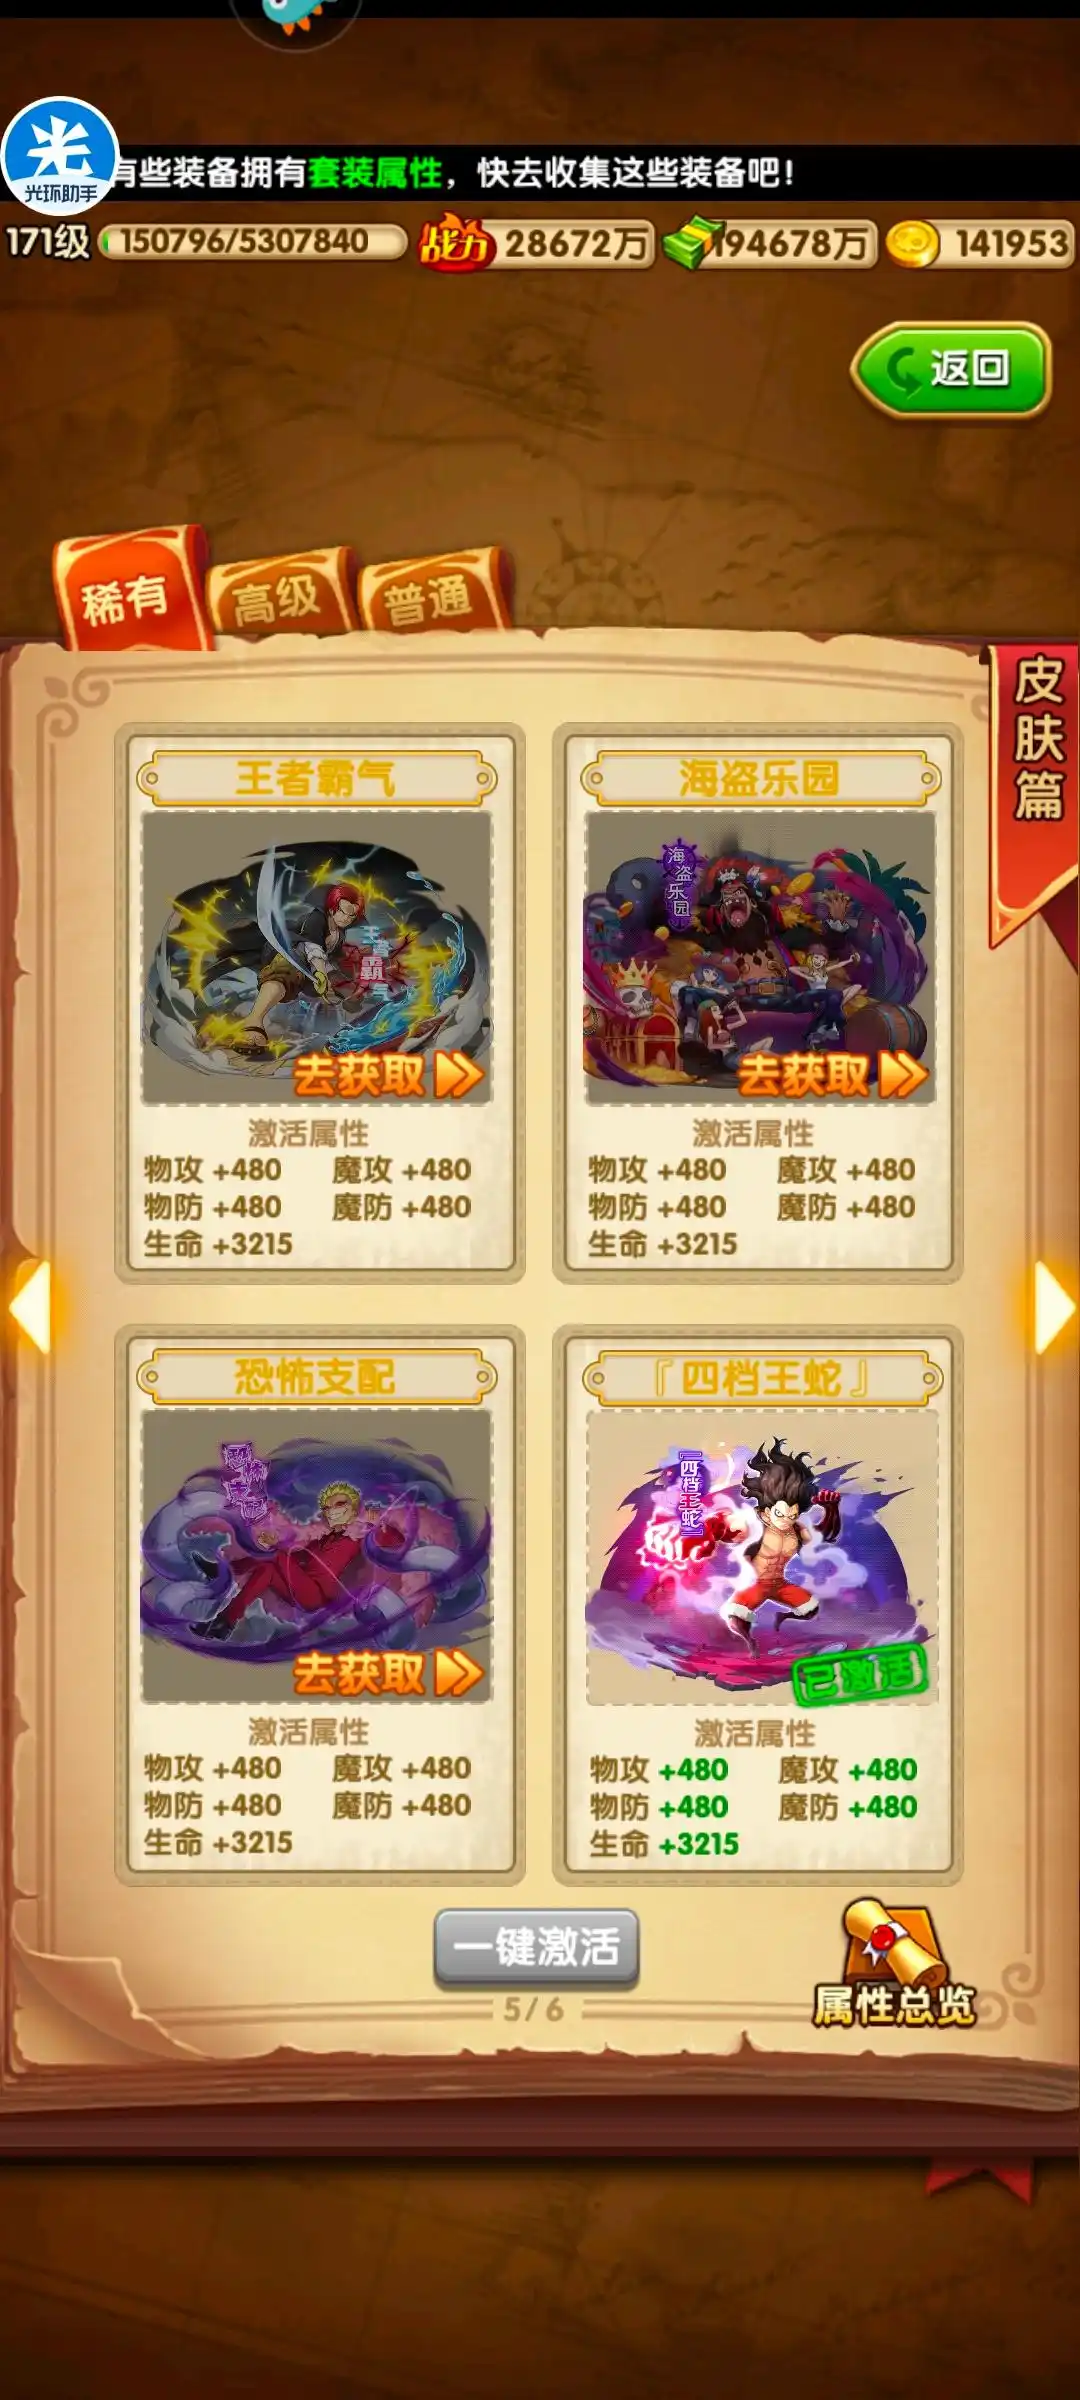 有些装备拥有套装属性，快去收集这些装备吧！
光环助手
171级 150796/5307840 战力 28672万 194678万 141953
返回
稀有 高级 普通
皮肤篇
王者霸气 海盗乐园
王者霸气 海盗乐园
去获取 去获取
激活属性 激活属性
物攻 +480 魔攻 +480 物攻 +480 魔攻 +480
物防 +480 魔防 +480 物防 +480 魔防 +480
生命 +3215 生命 +3215
恐怖支配 『四档王蛇』
恐怖支配 『四档王蛇』
去获取 已激活
激活属性 激活属性
物攻 +480 魔攻 +480 物攻 +480 魔攻 +480
物防 +480 魔防 +480 物防 +480 魔防 +480
生命 +3215 生命 +3215
一键激活
5/6
属性总览